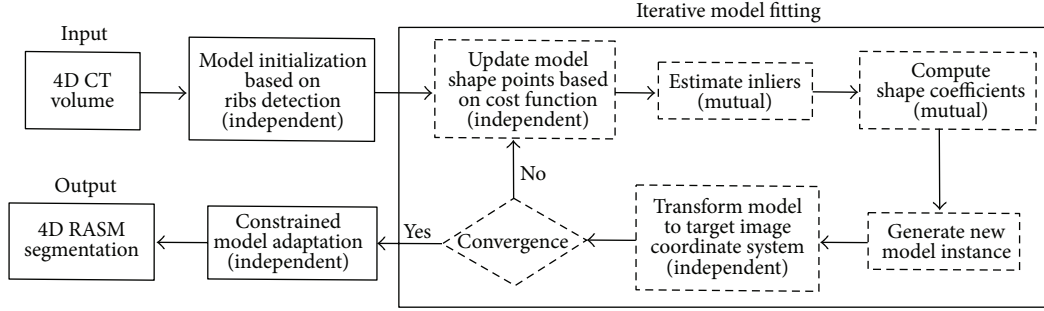 Iterative model fitting
Input
4D CT
volume
Model initialization
based on
ribs detection
(independent)
Update model
shape points based
on cost function
(independent)
Estimate inliers
(mutual)
Compute
shape coefficients
(mutual)
Generate new
model instance
Transform model
to target image
coordinate system
(independent)
Convergence
No
Yes
Constrained
model adaptation
(independent)
Output
4D RASM
segmentation